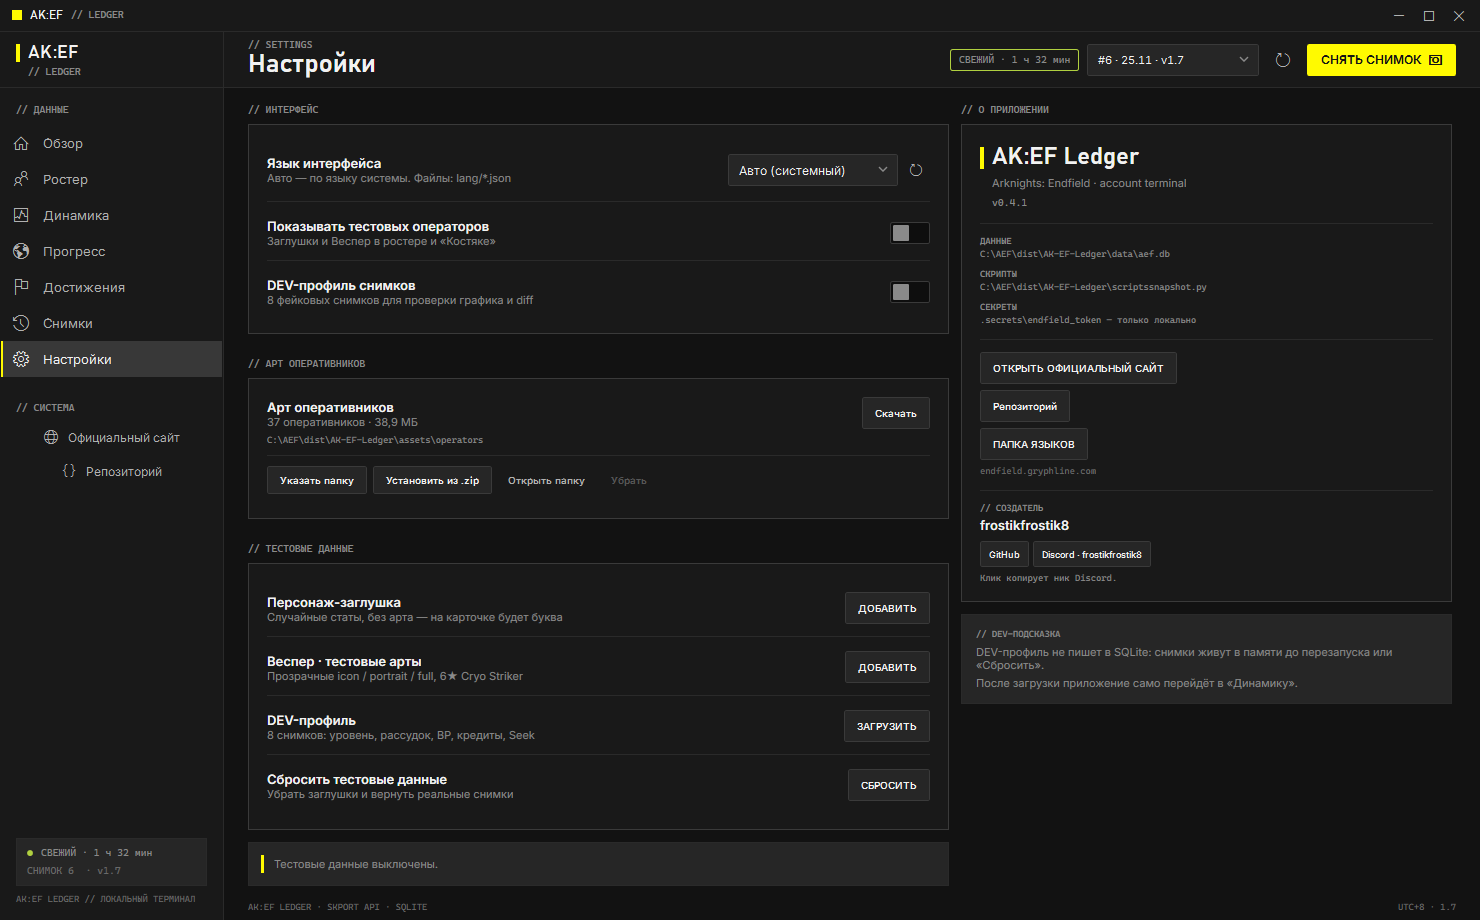 AK:EF // LEDGER
AK:EF
// LEDGER
// ДАННЫЕ
Обзор
Ростер
Динамика
Прогресс
Достижения
Снимки
Настройки
// СИСТЕМА
Официальный сайт
{} Репозиторий
СВЕЖИЙ · 1 ч 32 мин
СНИМОК 6 · v1.7
AK:EF LEDGER // ЛОКАЛЬНЫЙ ТЕРМИНАЛ
// SETTINGS
Настройки
СВЕЖИЙ · 1 ч 32 мин
#6 · 25.11 · v1.7
СНЯТЬ СНИМОК
// ИНТЕРФЕЙС
Язык интерфейса
Авто — по языку системы. Файлы: lang/*.json
Авто (системный)
Показывать тестовых операторов
Заглушки и Веспер в ростере и «Костяке»
DEV-профиль снимков
8 фейковых снимков для проверки графика и diff
// АРТ ОПЕРАТИВНИКОВ
Арт оперативников
37 оперативников · 38,9 МБ
C:\AEF\dist\AK-EF-Ledger\assets\operators
Скачать
Указать папку
Установить из .zip
Открыть папку
Убрать
// ТЕСТОВЫЕ ДАННЫЕ
Персонаж-заглушка
Случайные статы, без арта — на карточке будет буква
ДОБАВИТЬ
Веспер · тестовые арты
Прозрачные icon / portrait / full, 6★ Cryo Striker
ДОБАВИТЬ
DEV-профиль
8 снимков: уровень, рассудок, BP, кредиты, Seek
ЗАГРУЗИТЬ
Сбросить тестовые данные
Убрать заглушки и вернуть реальные снимки
СБРОСИТЬ
Тестовые данные выключены.
AK:EF LEDGER · SKPORT API · SQLITE
// О ПРИЛОЖЕНИИ
AK:EF Ledger
Arknights: Endfield · account terminal
v0.4.1
ДАННЫЕ
C:\AEF\dist\AK-EF-Ledger\data\aef.db
СКРИПТЫ
C:\AEF\dist\AK-EF-Ledger\scriptssnapshot.py
СЕКРЕТЫ
.secrets\endfield_token — только локально
ОТКРЫТЬ ОФИЦИАЛЬНЫЙ САЙТ
Репозиторий
ПАПКА ЯЗЫКОВ
endfield.gryphline.com
// СОЗДАТЕЛЬ
frostikfrostik8
GitHub
Discord · frostikfrostik8
Клик копирует ник Discord.
// DEV-ПОДСКАЗКА
DEV-профиль не пишет в SQLite: снимки живут в памяти до перезапуска или
«Сбросить».
После загрузки приложение само перейдёт в «Динамику».
UTC+8 · 1.7